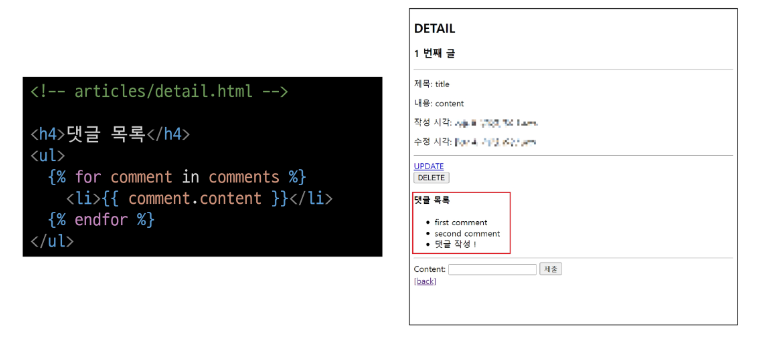 <!-- articles/detail.html -->
<h4>댓글 목록</h4>
<ul>
{% for comment in comments %}
<li>{{ comment.content }}</li>
{% endfor %}
</ul>
DETAIL
1 번째 글
제목: title
내용: content
작성 시각:
수정 시각:
UPDATE
DELETE
댓글 목록
first comment
second comment
댓글 작성 !
Content: 제출
[back]